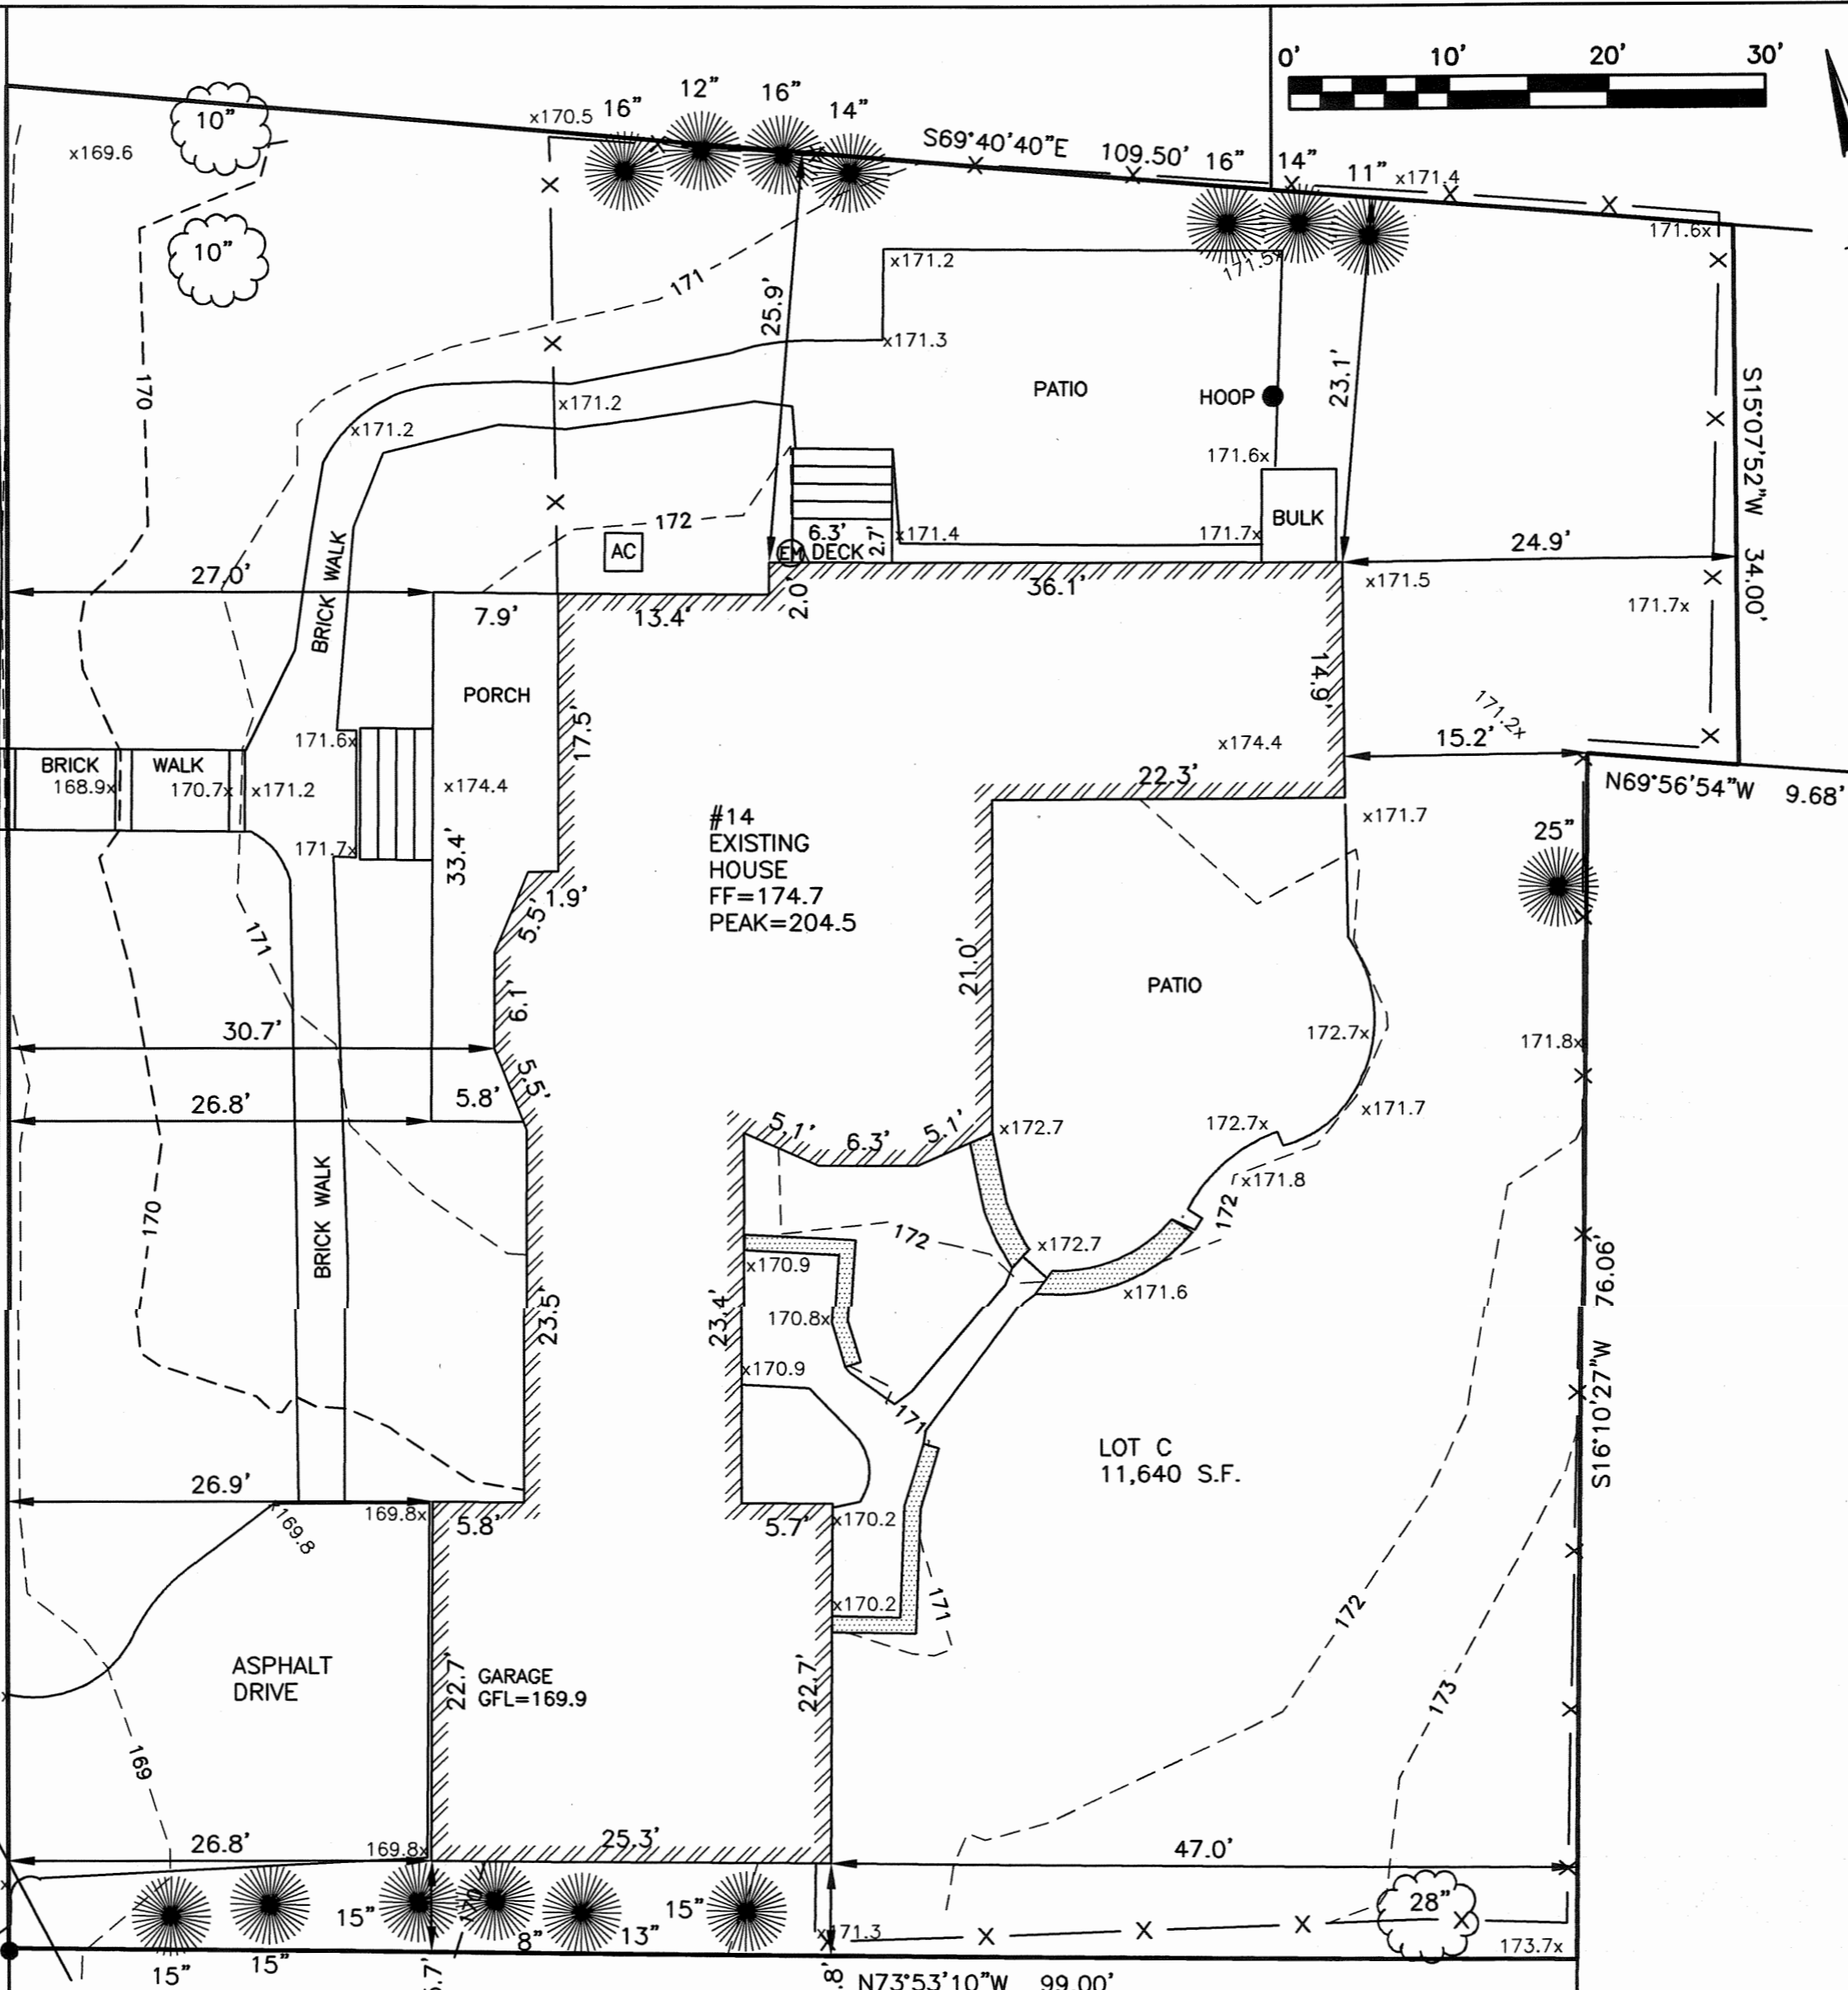 0' 10' 20' 30'
10"
x169.6
x170.5
16"
12"
16"
14"
S69°40'40"E 109.50'
16"
14"
11"
x171.4
171.6x
10"
171
25.9'
x171.2
171.5x
x171.3
PATIO
HOOP
23.1'
S15°07'52"W 34.00'
170
x171.2
x171.2
171.6x
BULK
172
AC
EM
6.3'
DECK
2.7'
x171.4
171.7x
24.9'
27.0'
BRICK WALK
7.9'
13.4'
2.0'
36.1'
x171.5
171.7x
PORCH
17.5'
14.9'
171.2x
171.6x
x174.4
15.2'
BRICK WALK
168.9x
170.7x
x171.2
x174.4
22.3'
N69°56'54"W 9.68'
171.7x
33.4'
#14
EXISTING
HOUSE
FF=174.7
PEAK=204.5
x171.7
25"
1.9'
5.5'
171
21.0'
PATIO
6.1'
30.7'
172.7x
171.8x
5.5'
26.8'
5.8'
5.1'
6.3'
5.1'
x172.7
172.7x
x171.7
x171.8
170
BRICK WALK
172
172
x172.7
x170.9
x171.6
76.06'
23.5'
23.4'
170.8x
x170.9
S16°10'27"W
171
LOT C
11,640 S.F.
26.9'
169.8x
5.8'
169.8
5.7'
x170.2
x170.2
171
172
ASPHALT
DRIVE
22.7'
GARAGE
GFL=169.9
22.7'
173
169
26.8'
169.8x
25.3'
47.0'
15"
170
15"
28"
8"
13"
x171.3
173.7x
15"
15"
.7'
.8'
N73°53'10"W 99.00'